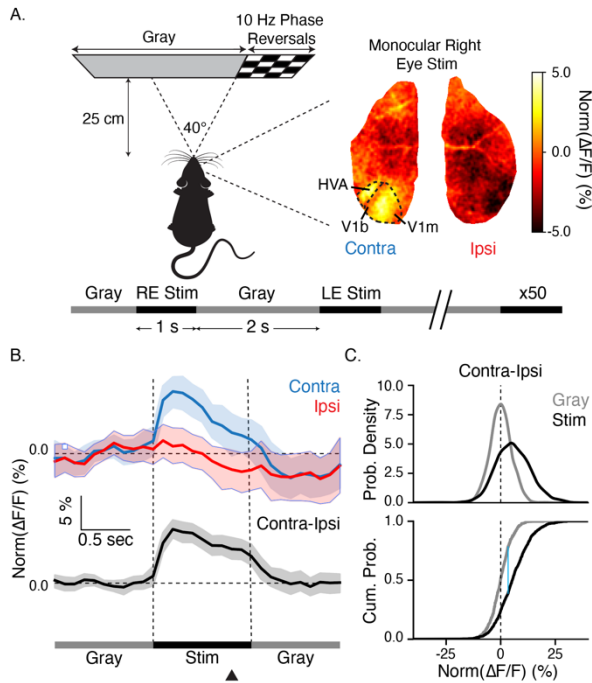 A.
Gray
10 Hz Phase
Reversals
25 cm
40°
Monocular Right
Eye Stim
HVA
V1b
V1m
Contra
Ipsi
5.0
0.0
-5.0
Norm(ΔF/F) (%)
Gray
RE Stim
Gray
LE Stim
x50
1 s
2 s
B.
Contra
Ipsi
0.0
Norm(ΔF/F) (%)
5 %
0.5 sec
Contra-Ipsi
0.0
Gray
Stim
Gray
C.
Contra-Ipsi
Gray
Stim
Prob. Density
10.0
7.5
5.0
2.5
0.0
Cum. Prob.
1.0
0.5
0.0
-25
0
25
Norm(ΔF/F) (%)